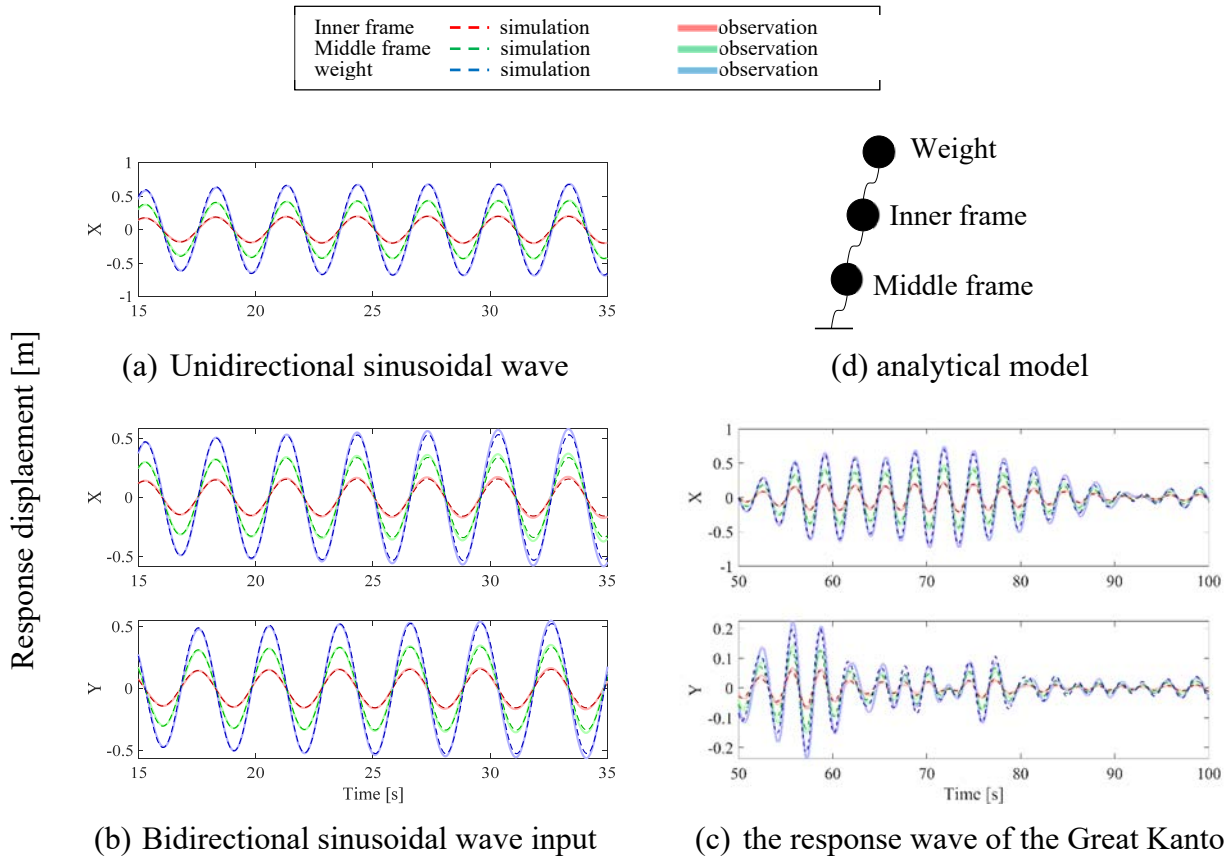 Inner frame simulation observation
Middle frame simulation observation
weight simulation observation
Response displaement [m]
1
0.5
0
-0.5
-1
X
15 20 25 30 35
(a) Unidirectional sinusoidal wave
Weight
Inner frame
Middle frame
(d) analytical model
0.5
0
-0.5
X
15 20 25 30 35
0.5
0
-0.5
Y
15 20 25 30 35
Time [s]
(b) Bidirectional sinusoidal wave input
1
0.5
0
-0.5
-1
X
50 60 70 80 90 100
0.2
0.1
0
-0.1
-0.2
Y
50 60 70 80 90 100
Time [s]
(c) the response wave of the Great Kanto